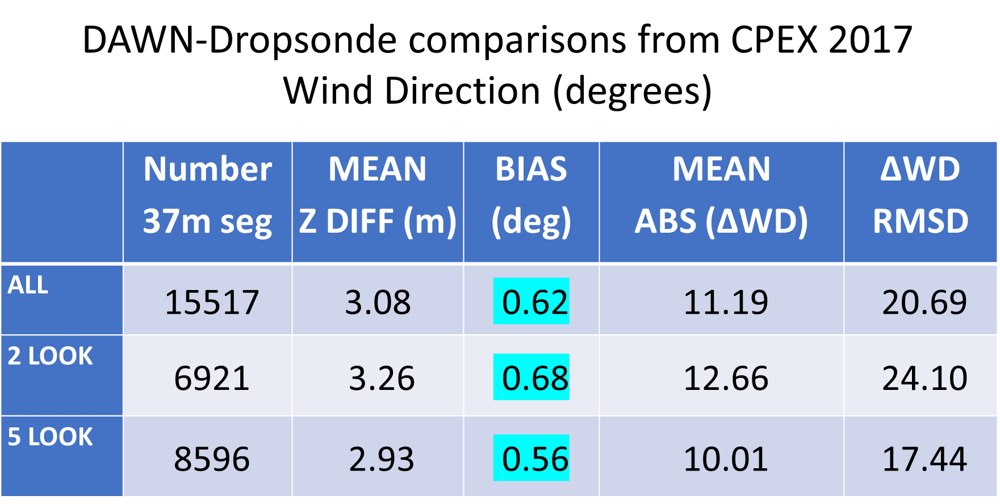 DAWN-Dropsonde comparisons from CPEX 2017
Wind Direction (degrees)
Number 37m seg MEAN Z DIFF (m) BIAS (deg) MEAN ABS (ΔWD) ΔWD RMSD
ALL 15517 3.08 0.62 11.19 20.69
2 LOOK 6921 3.26 0.68 12.66 24.10
5 LOOK 8596 2.93 0.56 10.01 17.44